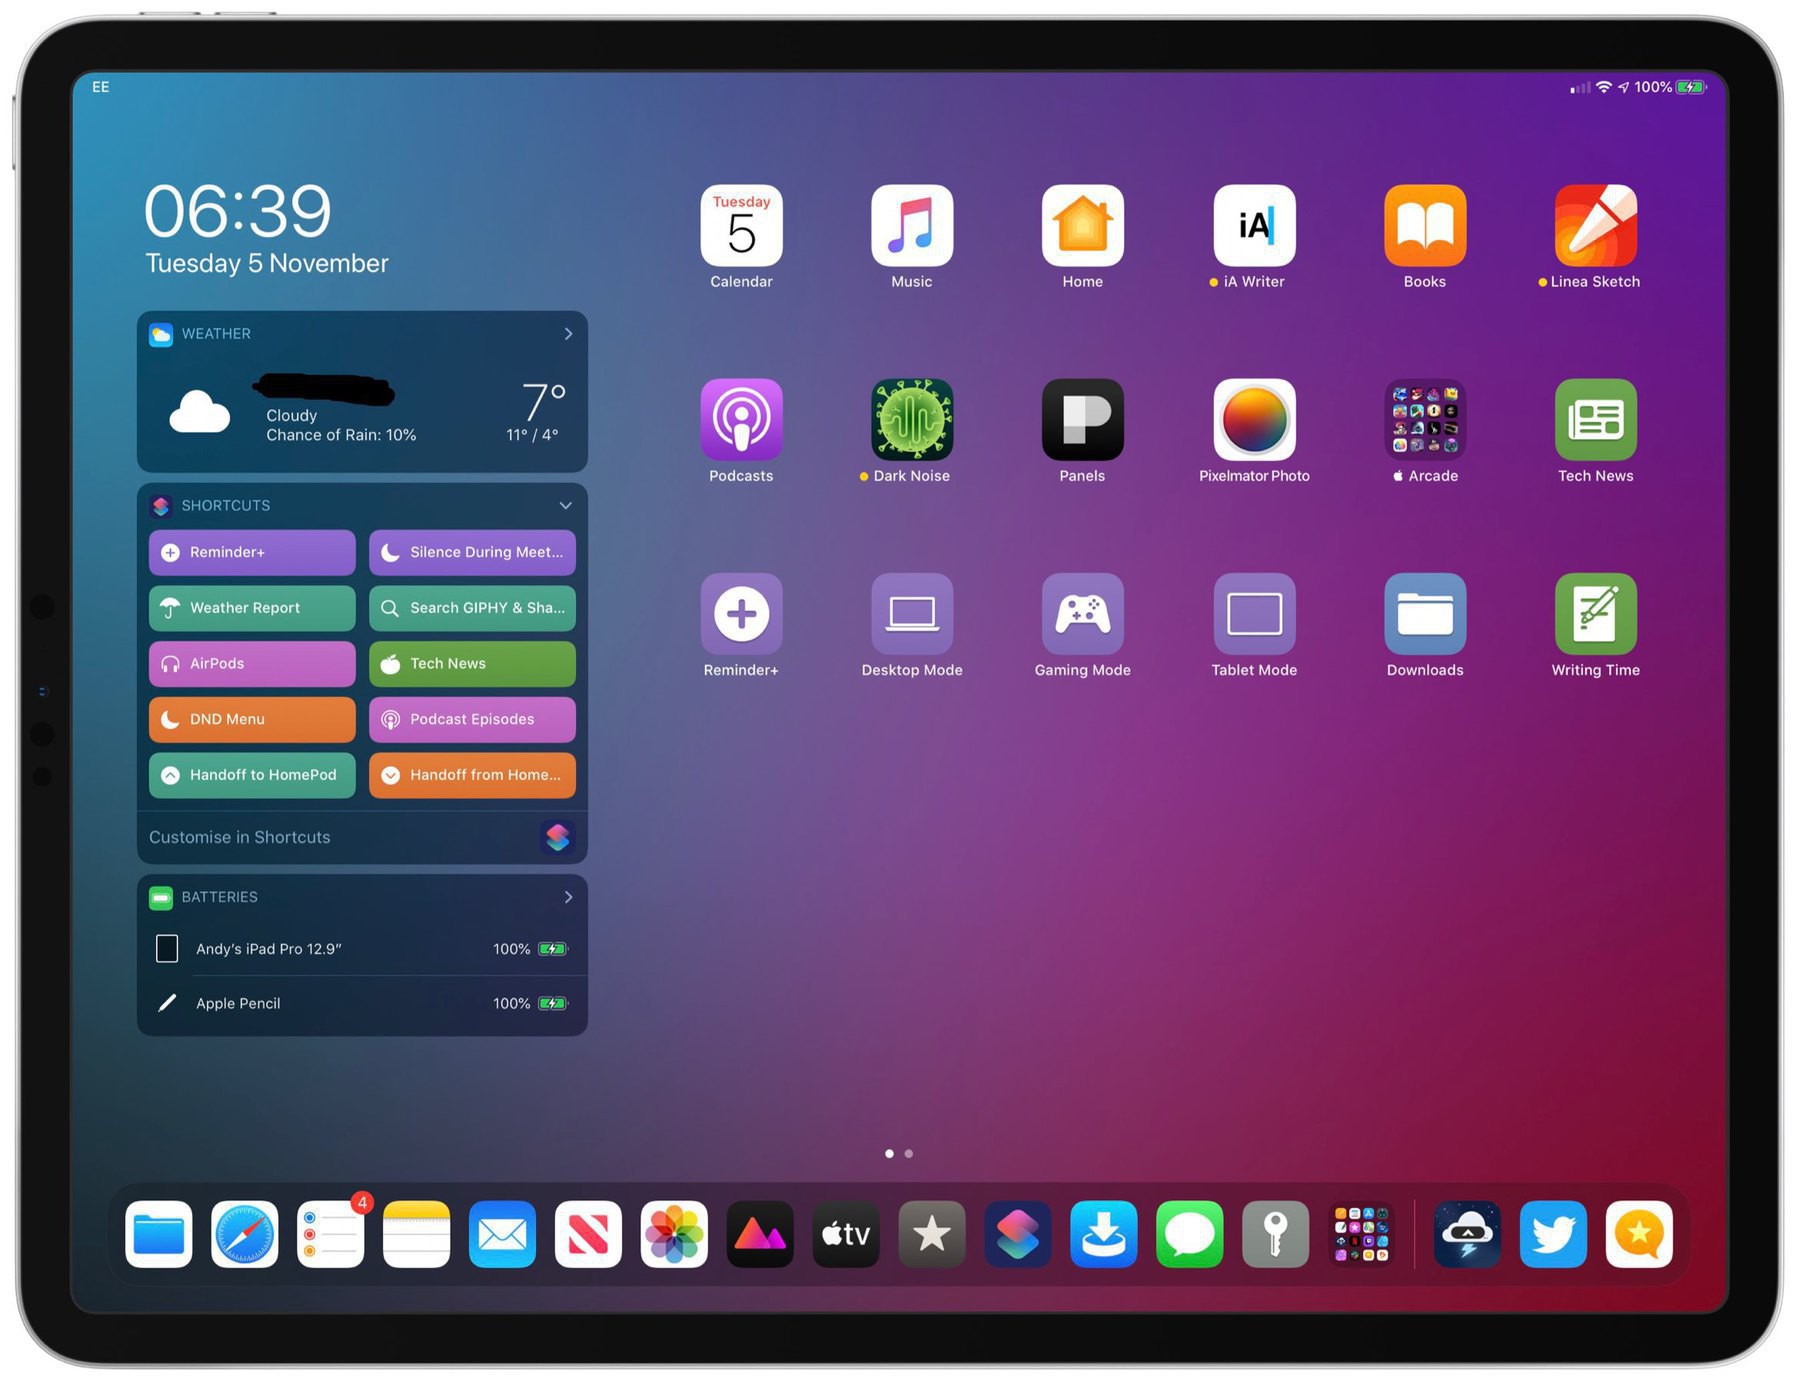 EE
100%
06:39
Tuesday 5 November
WEATHER
Cloudy
7°
Chance of Rain: 10%
11° / 4°
SHORTCUTS
Reminder+
Silence During Meet...
Weather Report
Search GIPHY & Sha...
AirPods
Tech News
DND Menu
Podcast Episodes
Handoff to HomePod
Handoff from Home...
Customise in Shortcuts
BATTERIES
Andy’s iPad Pro 12.9”
100%
Apple Pencil
100%
Tuesday
5
iA
Calendar
Music
Home
iA Writer
Books
Linea Sketch
Podcasts
Dark Noise
Panels
Pixelmator Photo
Arcade
Tech News
Reminder+
Desktop Mode
Gaming Mode
Tablet Mode
Downloads
Writing Time
4
tv